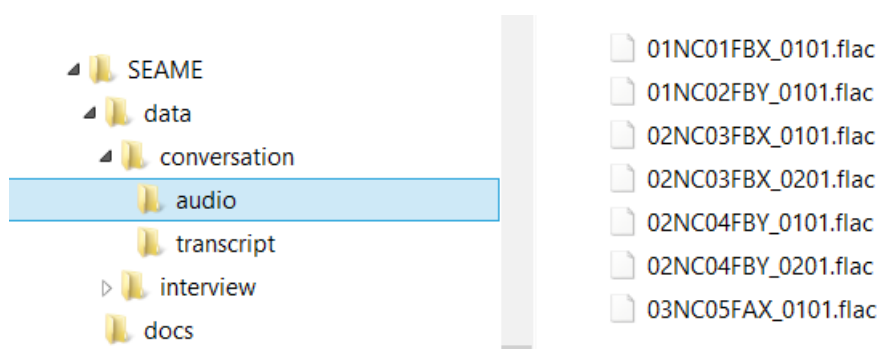 SEAME
data
conversation
audio
transcript
interview
docs
01NC01FBX_0101.flac
01NC02FBY_0101.flac
02NC03FBX_0101.flac
02NC03FBX_0201.flac
02NC04FBY_0101.flac
02NC04FBY_0201.flac
03NC05FAX_0101.flac